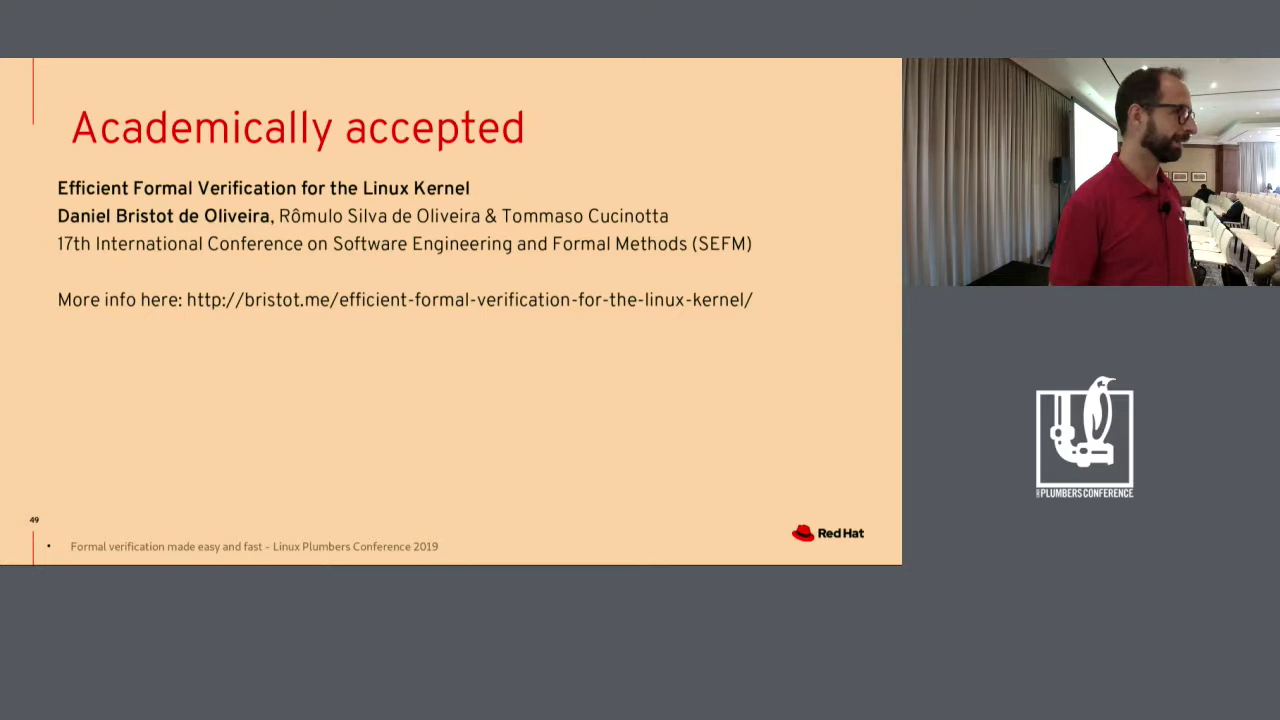 Academically accepted
Efficient Formal Verification for the Linux Kernel
Daniel Bristot de Oliveira, Rômulo Silva de Oliveira & Tommaso Cucinotta
17th International Conference on Software Engineering and Formal Methods (SEFM)
More info here: http://bristot.me/efficient-formal-verification-for-the-linux-kernel/
49
• Formal verification made easy and fast - Linux Plumbers Conference 2019
Red Hat
PLUMBERS CONFERENCE